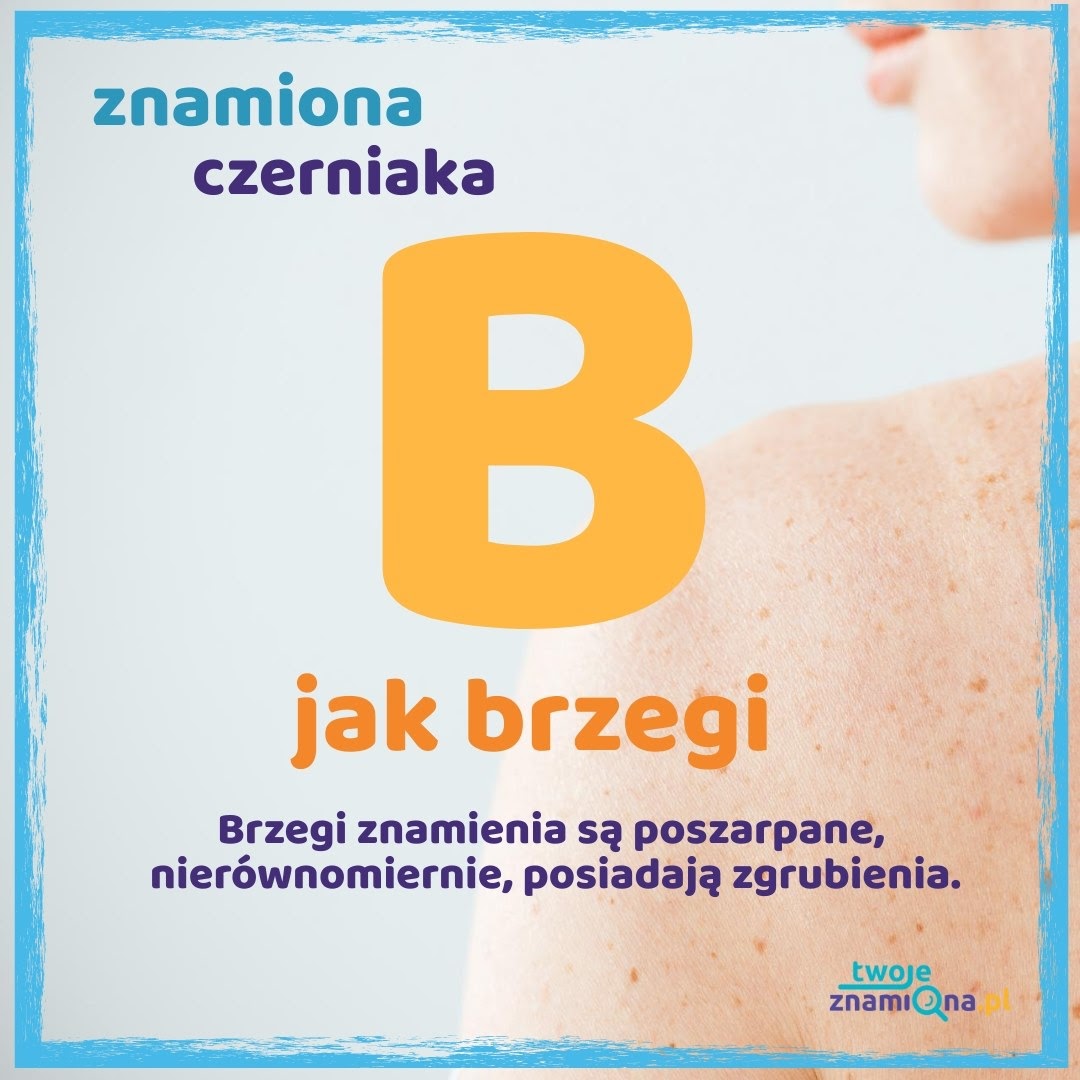 znamiona
czerniaka
B
jak brzegi
Brzegi znamienia są poszarpane,
nierównomiernie, posiadają zgrubienia.
twoje
znamiona.pl